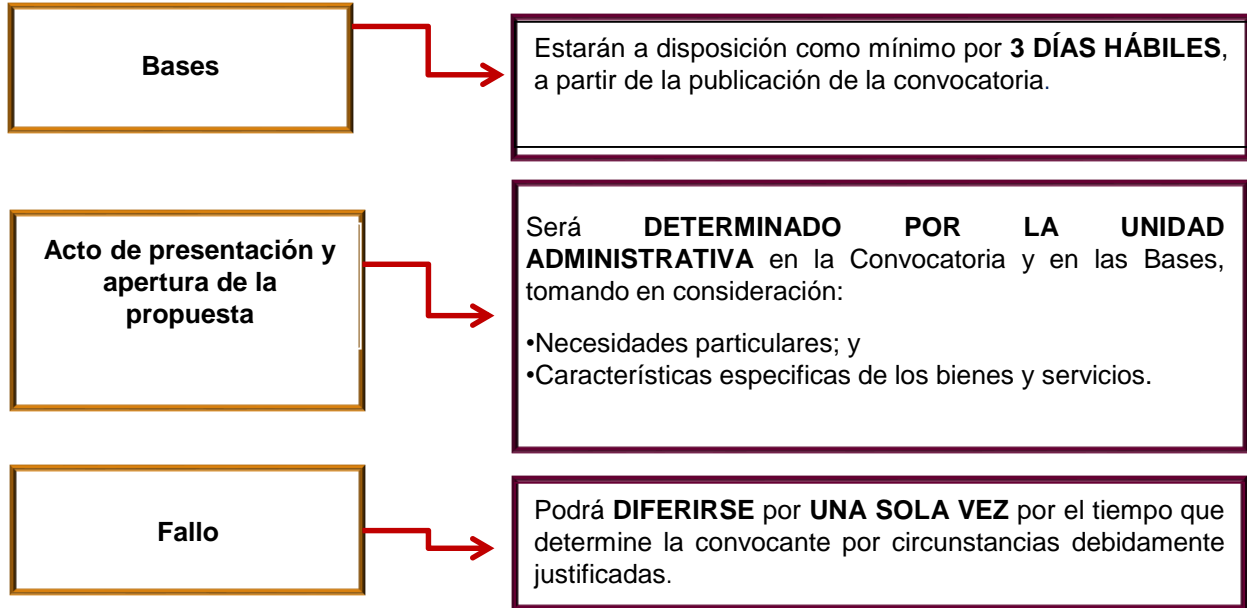 Bases
Estarán a disposición como mínimo por 3 DÍAS HÁBILES,
a partir de la publicación de la convocatoria.
Acto de presentación y
apertura de la
propuesta
Será DETERMINADO POR LA UNIDAD
ADMINISTRATIVA en la Convocatoria y en las Bases,
tomando en consideración:
•Necesidades particulares; y
•Características especificas de los bienes y servicios.
Fallo
Podrá DIFERIRSE por UNA SOLA VEZ por el tiempo que
determine la convocante por circunstancias debidamente
justificadas.